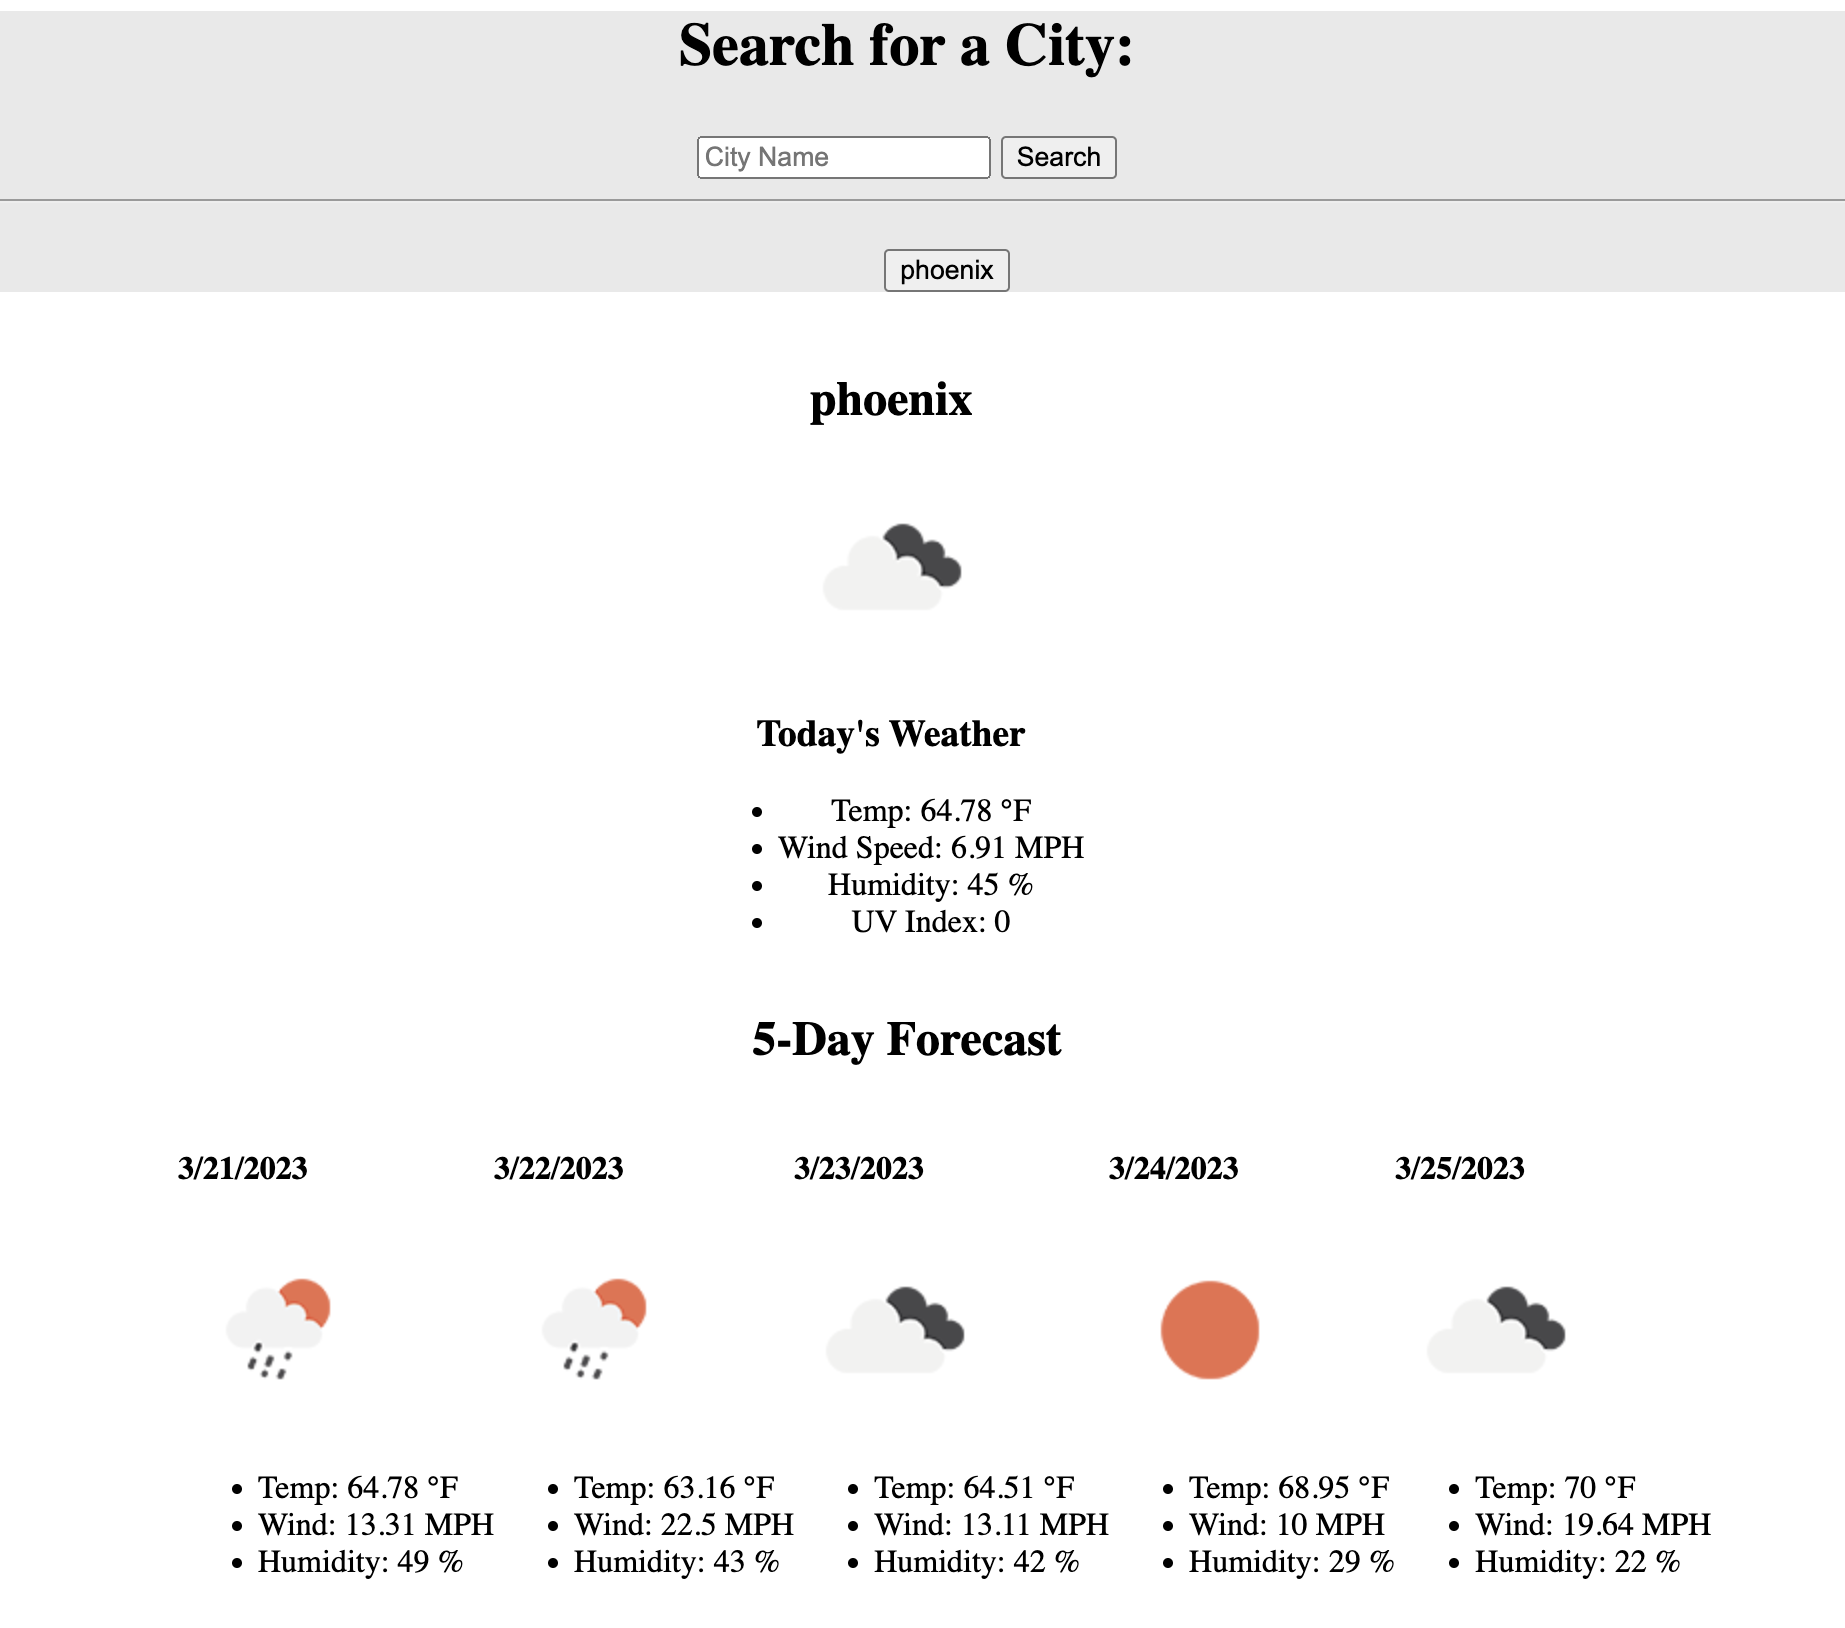 Search for a City:
City Name Search
phoenix
phoenix
Today's Weather
Temp: 64.78 °F
Wind Speed: 6.91 MPH
Humidity: 45 %
UV Index: 0
5-Day Forecast
3/21/2023 3/22/2023 3/23/2023 3/24/2023 3/25/2023
Temp: 64.78 °F Temp: 63.16 °F Temp: 64.51 °F Temp: 68.95 °F Temp: 70 °F
Wind: 13.31 MPH Wind: 22.5 MPH Wind: 13.11 MPH Wind: 10 MPH Wind: 19.64 MPH
Humidity: 49 % Humidity: 43 % Humidity: 42 % Humidity: 29 % Humidity: 22 %